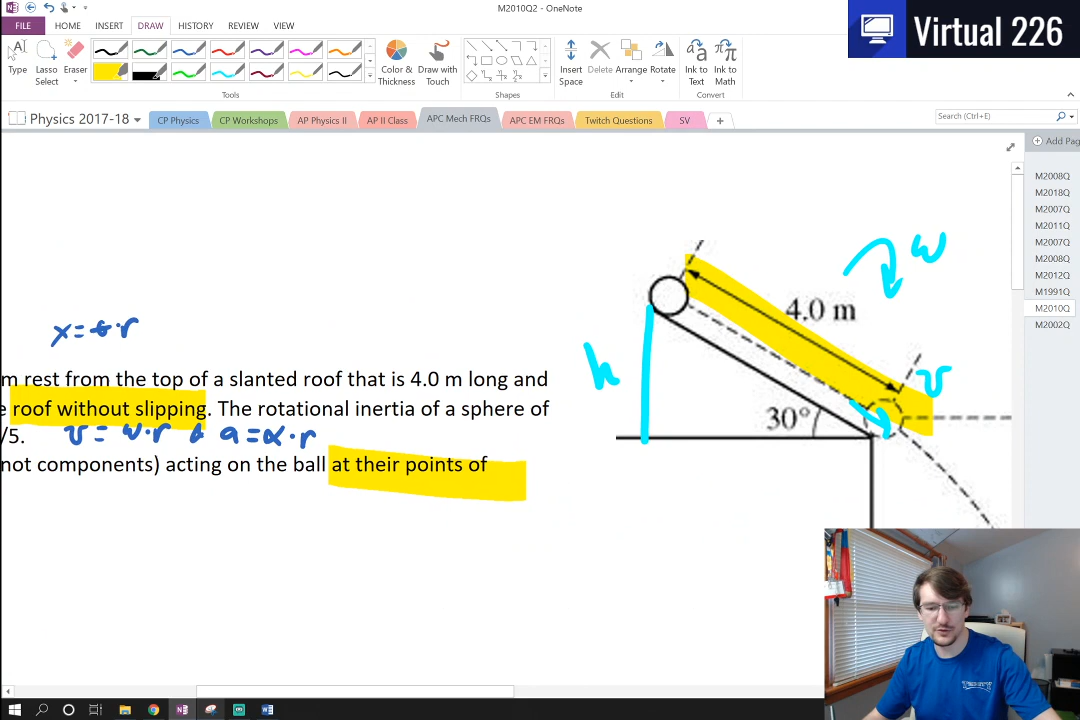 M2010Q2 - OneNote
FILE HOME INSERT DRAW HISTORY REVIEW VIEW
Virtual 226
Type Lasso Select Eraser Color & Thickness Draw with Touch Insert Space Delete Arrange Rotate Ink to Text Ink to Math
Tools Shapes Edit Convert
Physics 2017-18 CP Physics CP Workshops AP Physics II AP II Class APC Mech FRQs APC EM FRQs Twitch Questions SV
Search (Ctrl+E)
Add Pag
M2008Q
M2018Q
M2007Q
M2011Q
M2007Q
M2008Q
M2012Q
M1991Q
M2010Q
M2002Q
ω
4.0 m
x=θ·r
h
v
m rest from the top of a slanted roof that is 4.0 m long and
e roof without slipping. The rotational inertia of a sphere of
30°
/5. v=ω·r & a=α·r
not components) acting on the ball at their points of